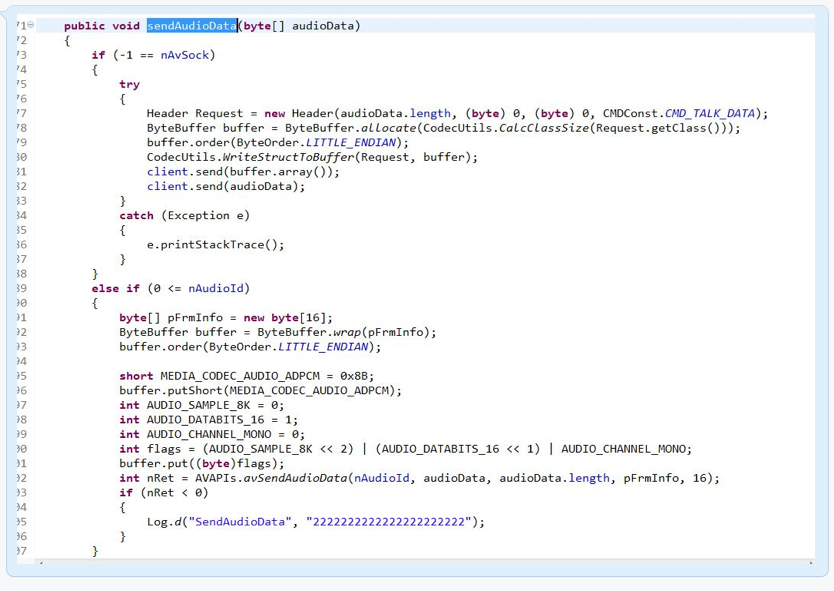 71 public void sendAudioData(byte[] audioData)
72 {
73 if (-1 == nAvSock)
74 {
75 try
76 {
77 Header Request = new Header(audioData.length, (byte) 0, (byte) 0, CMDConst.CMD_TALK_DATA);
78 ByteBuffer buffer = ByteBuffer.allocate(CodecUtils.CalcClassSize(Request.getClass()));
79 buffer.order(ByteOrder.LITTLE_ENDIAN);
80 CodecUtils.WriteStructToBuffer(Request, buffer);
81 client.send(buffer.array());
82 client.send(audioData);
83 }
84 catch (Exception e)
85 {
86 e.printStackTrace();
87 }
88 }
89 else if (0 <= nAudioId)
90 {
91 byte[] pFrmInfo = new byte[16];
92 ByteBuffer buffer = ByteBuffer.wrap(pFrmInfo);
93 buffer.order(ByteOrder.LITTLE_ENDIAN);
94
95 short MEDIA_CODEC_AUDIO_ADPCM = 0x8B;
96 buffer.putShort(MEDIA_CODEC_AUDIO_ADPCM);
97 int AUDIO_SAMPLE_8K = 0;
98 int AUDIO_DATABITS_16 = 1;
99 int AUDIO_CHANNEL_MONO = 0;
00 int flags = (AUDIO_SAMPLE_8K << 2) | (AUDIO_DATABITS_16 << 1) | AUDIO_CHANNEL_MONO;
01 buffer.put((byte)flags);
02 int nRet = AVAPIs.avSendAudioData(nAudioId, audioData, audioData.length, pFrmInfo, 16);
03 if (nRet < 0)
04 {
05 Log.d("SendAudioData", "2222222222222222222222");
06 }
07 }